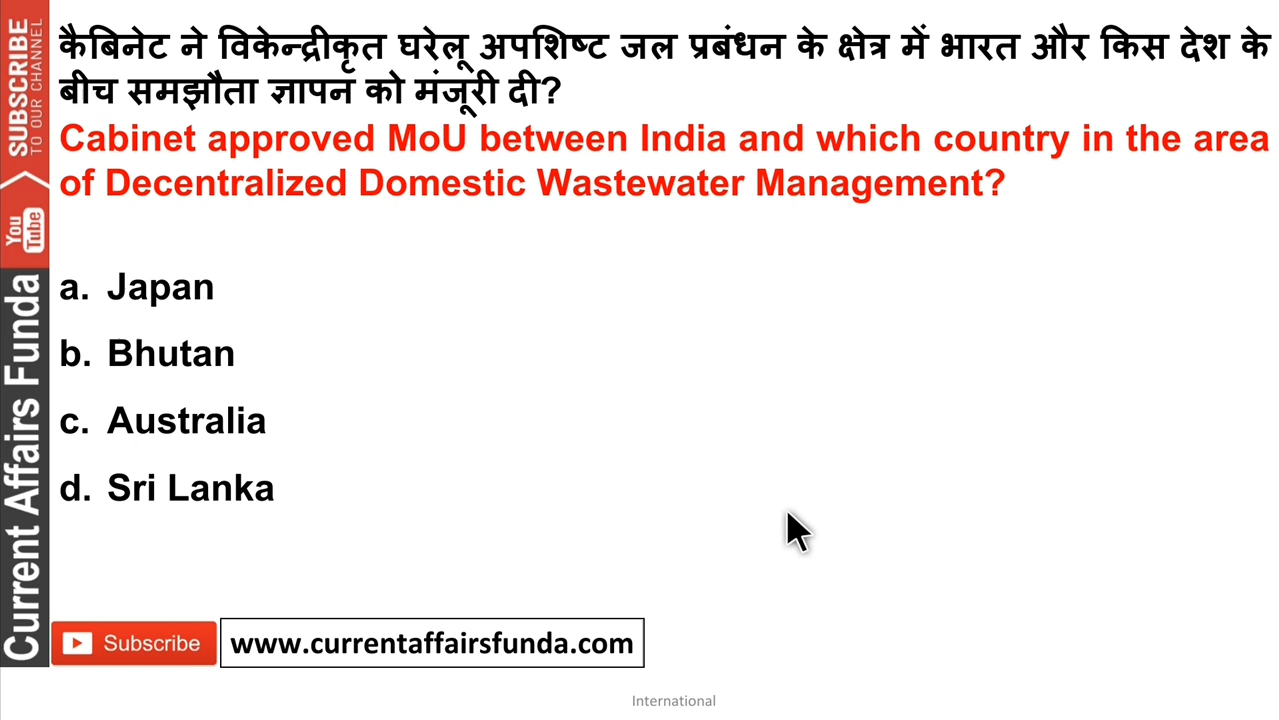 कैबिनेट ने विकेन्द्रीकृत घरेलू अपशिष्ट जल प्रबंधन के क्षेत्र में भारत और किस देश के
बीच समझौता ज्ञापन को मंजूरी दी?
Cabinet approved MoU between India and which country in the area
of Decentralized Domestic Wastewater Management?
a. Japan
b. Bhutan
c. Australia
d. Sri Lanka
SUBSCRIBE
TO OUR CHANNEL
You
Tube
Current Affairs Funda
Subscribe
www.currentaffairsfunda.com
International